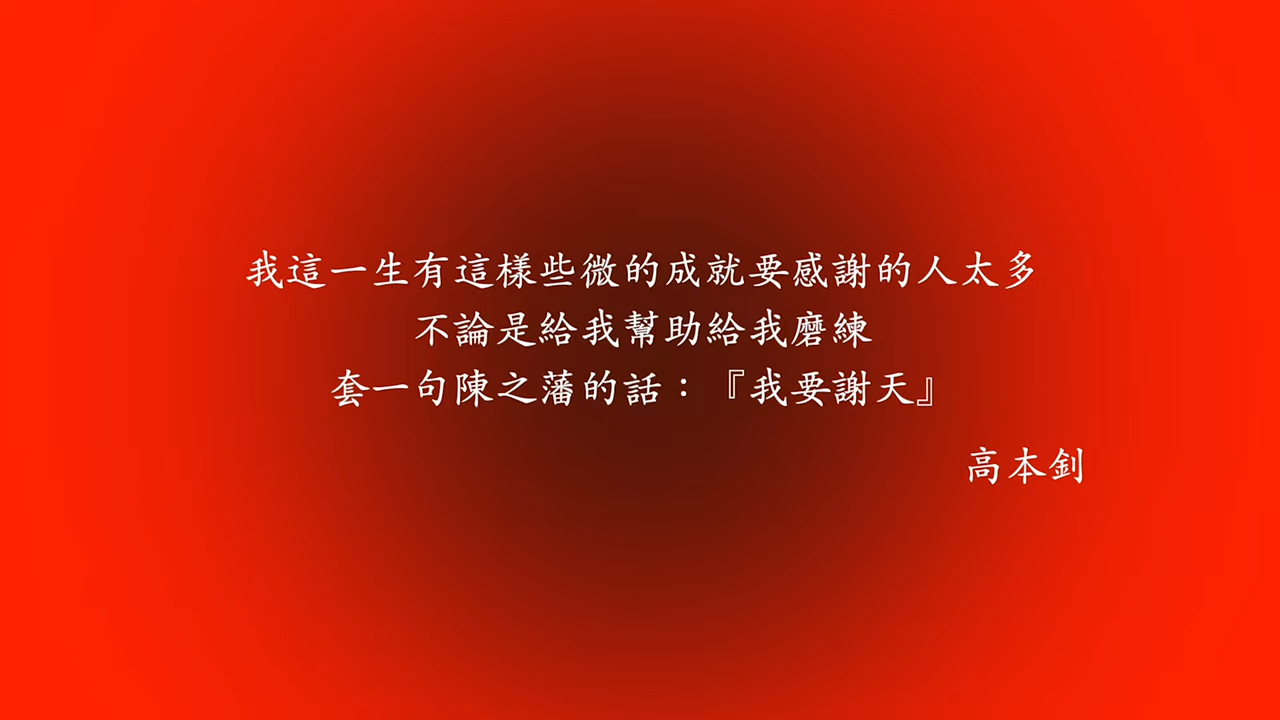 我這一生有這樣些微的成就要感謝的人太多
不論是給我幫助給我磨練
套一句陳之藩的話：『我要謝天』
高本釗